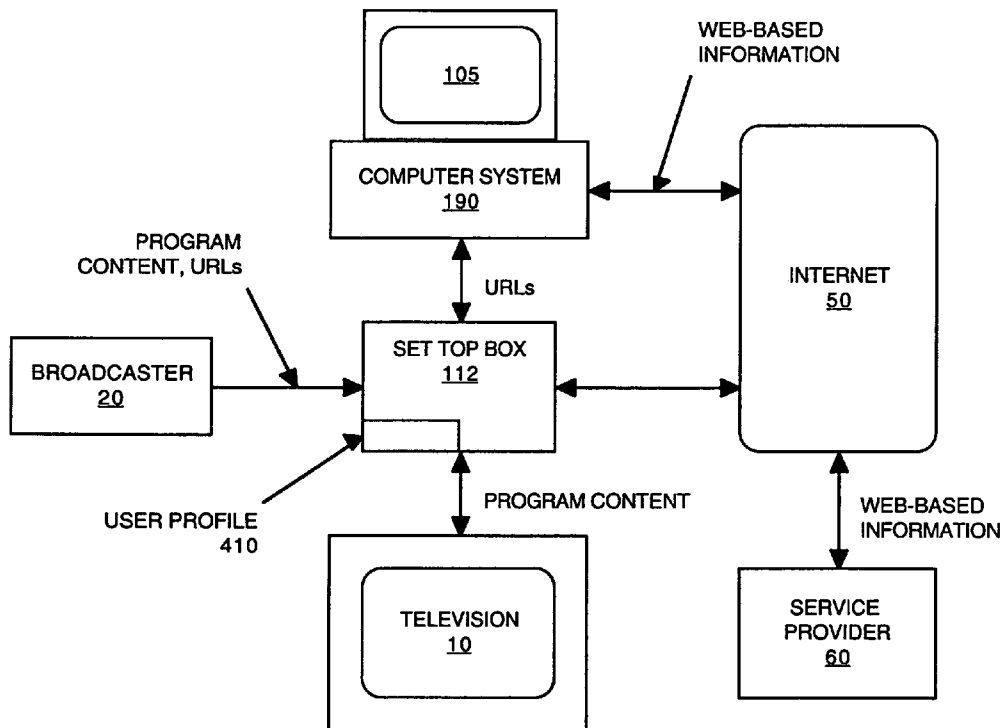 WEB-BASED
INFORMATION
105
COMPUTER SYSTEM
190
PROGRAM
CONTENT, URLs
URLs
INTERNET
50
BROADCASTER
20
SET TOP BOX
112
USER PROFILE
410
PROGRAM CONTENT
WEB-BASED
INFORMATION
TELEVISION
10
SERVICE
PROVIDER
60